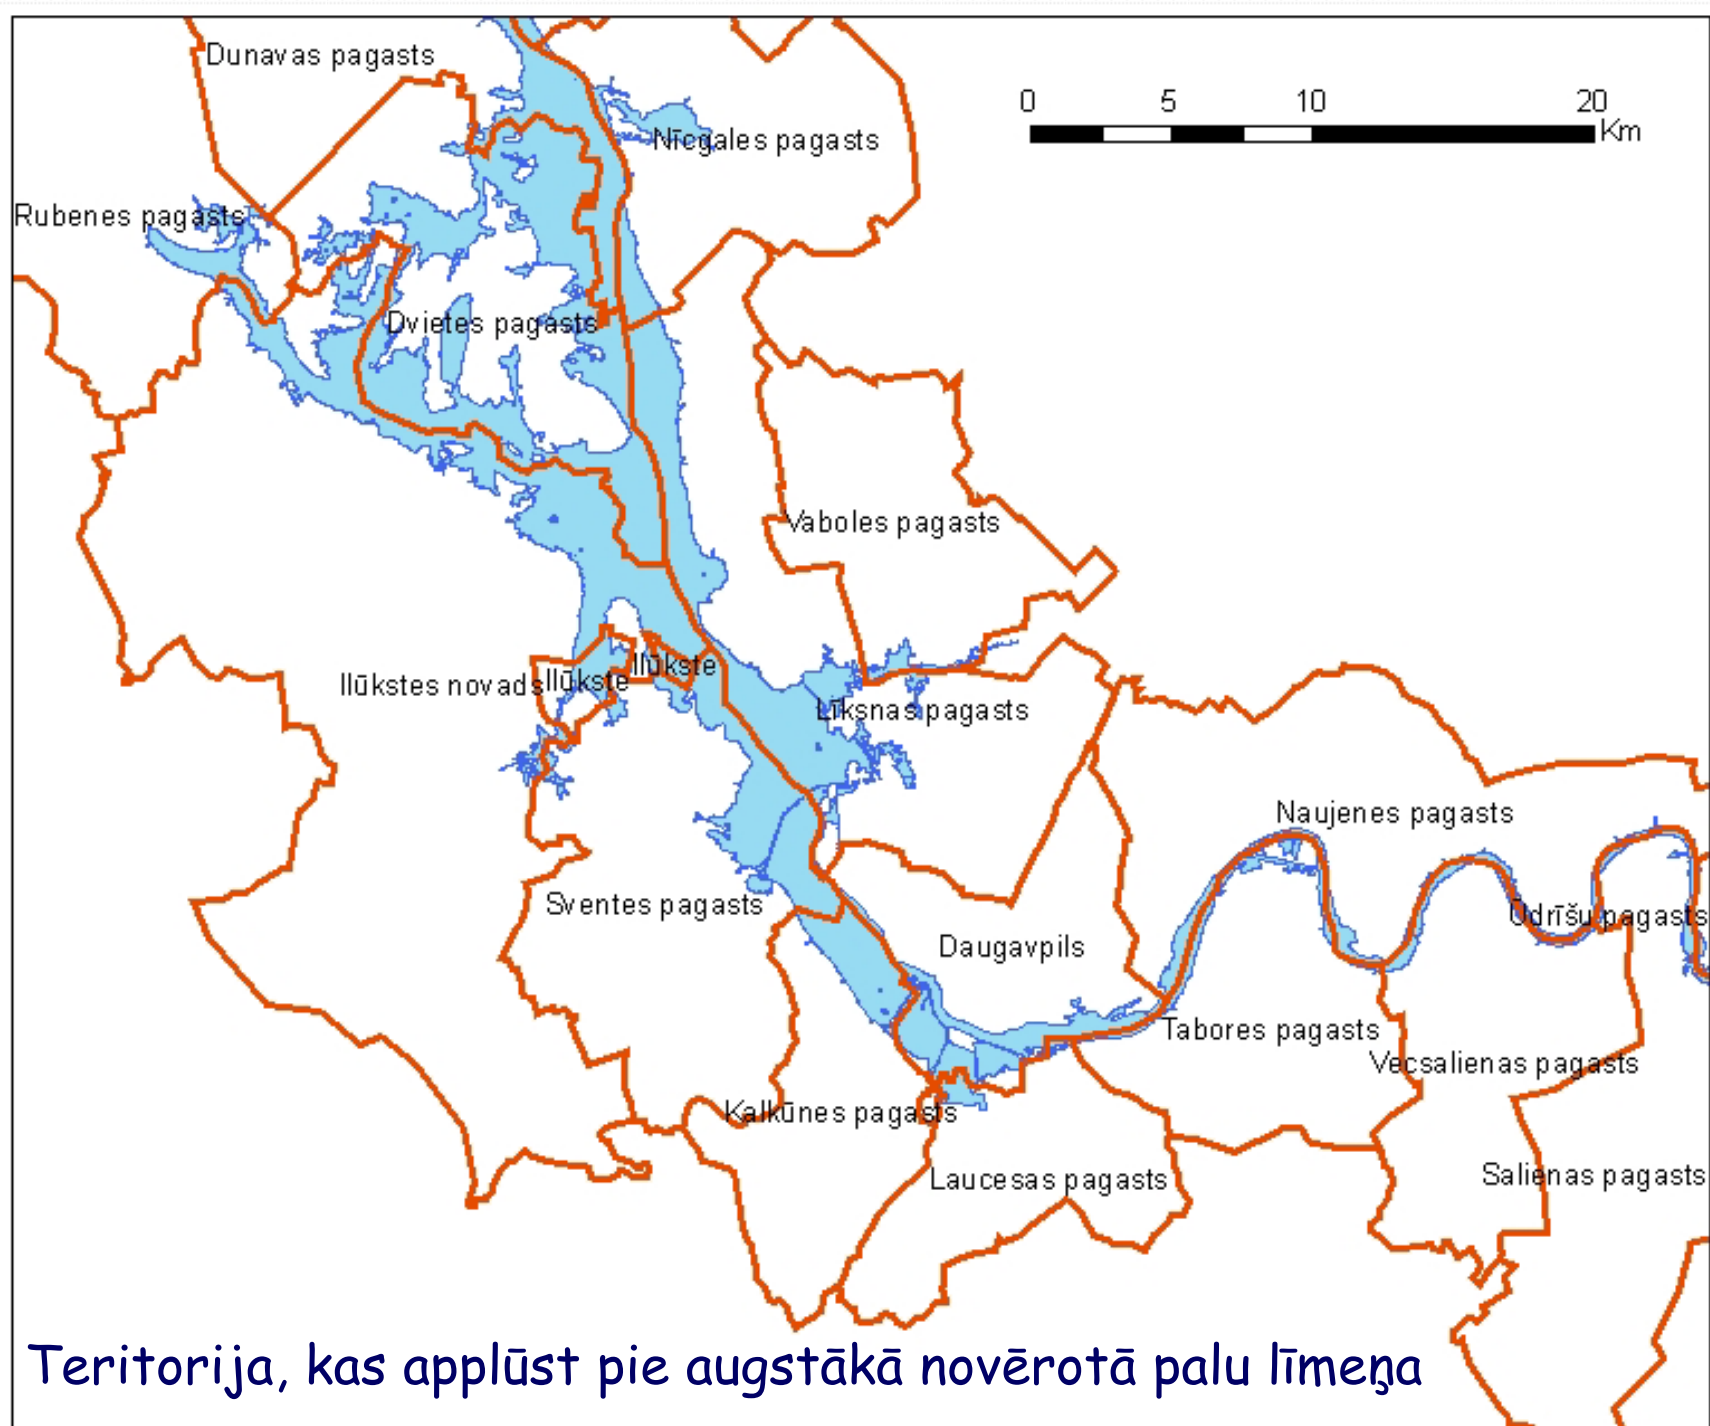 Dunavas pagasts
0 5 10 20
Km
Nīcgales pagasts
Rubenes pagasts
Dvietes pagasts
Vaboles pagasts
Ilūkste
Ilūkstes novads
Ilūkste
Līksnas pagasts
Naujenes pagasts
Sventes pagasts
Ūdrīšu pagasts
Daugavpils
Tabores pagasts
Vecsalienas pagasts
Kalkūnes pagasts
Laucesas pagasts
Salienas pagasts
Teritorija, kas applūst pie augstākā novērotā palu līmeņa